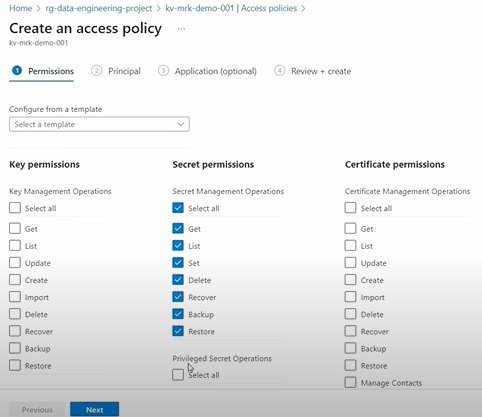 Home > rg-data-engineering-project > kv-mrk-demo-001 | Access policies >
Create an access policy ...
kv-mrk-demo-001
1 Permissions 2 Principal 3 Application (optional) 4 Review + create
Configure from a template
Select a template
Key permissions
Key Management Operations
Select all
Get
List
Update
Create
Import
Delete
Recover
Backup
Restore
Secret permissions
Secret Management Operations
Select all
Get
List
Set
Delete
Recover
Backup
Restore
Privileged Secret Operations
Select all
Certificate permissions
Certificate Management Operations
Select all
Get
List
Update
Create
Import
Delete
Recover
Backup
Restore
Manage Contacts
Previous Next